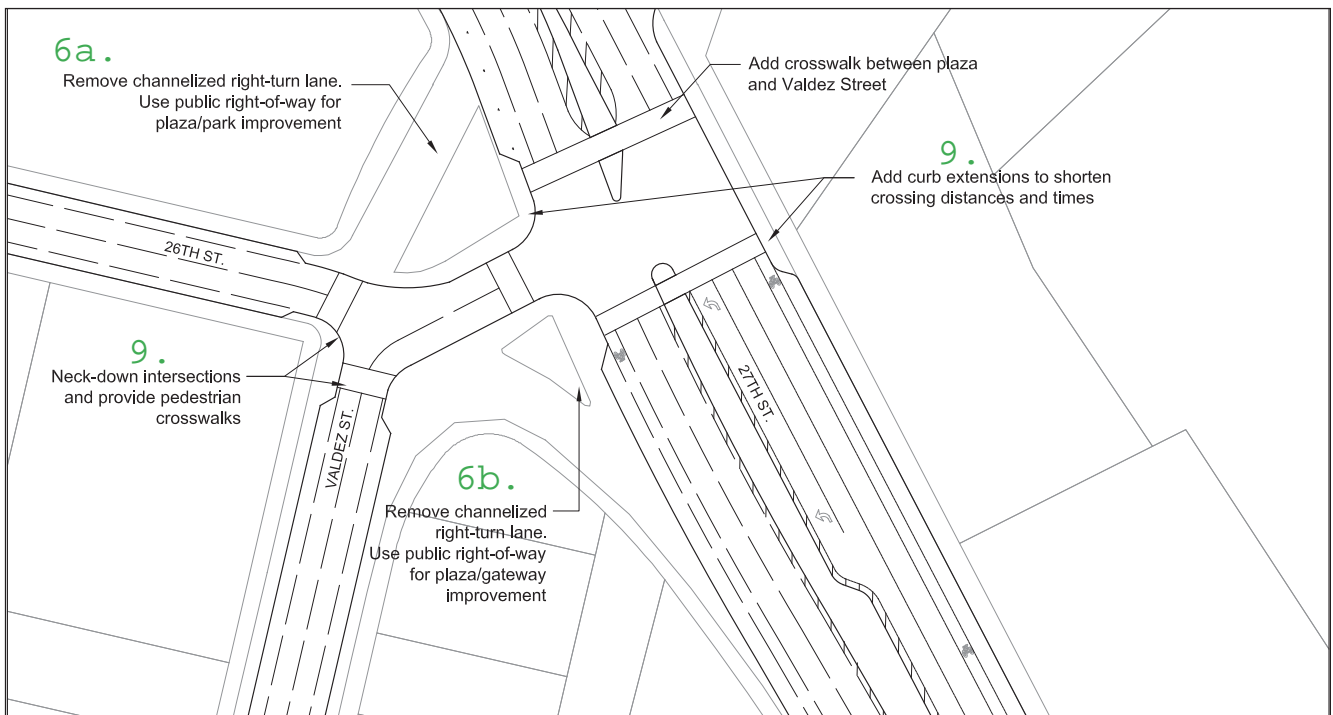 6a.
Remove channelized right-turn lane.
Use public right-of-way for
plaza/park improvement
Add crosswalk between plaza
and Valdez Street
9.
Add curb extensions to shorten
crossing distances and times
26TH ST.
9.
Neck-down intersections
and provide pedestrian
crosswalks
27TH ST.
VALDEZ ST.
6b.
Remove channelized
right-turn lane.
Use public right-of-way
for plaza/gateway
improvement